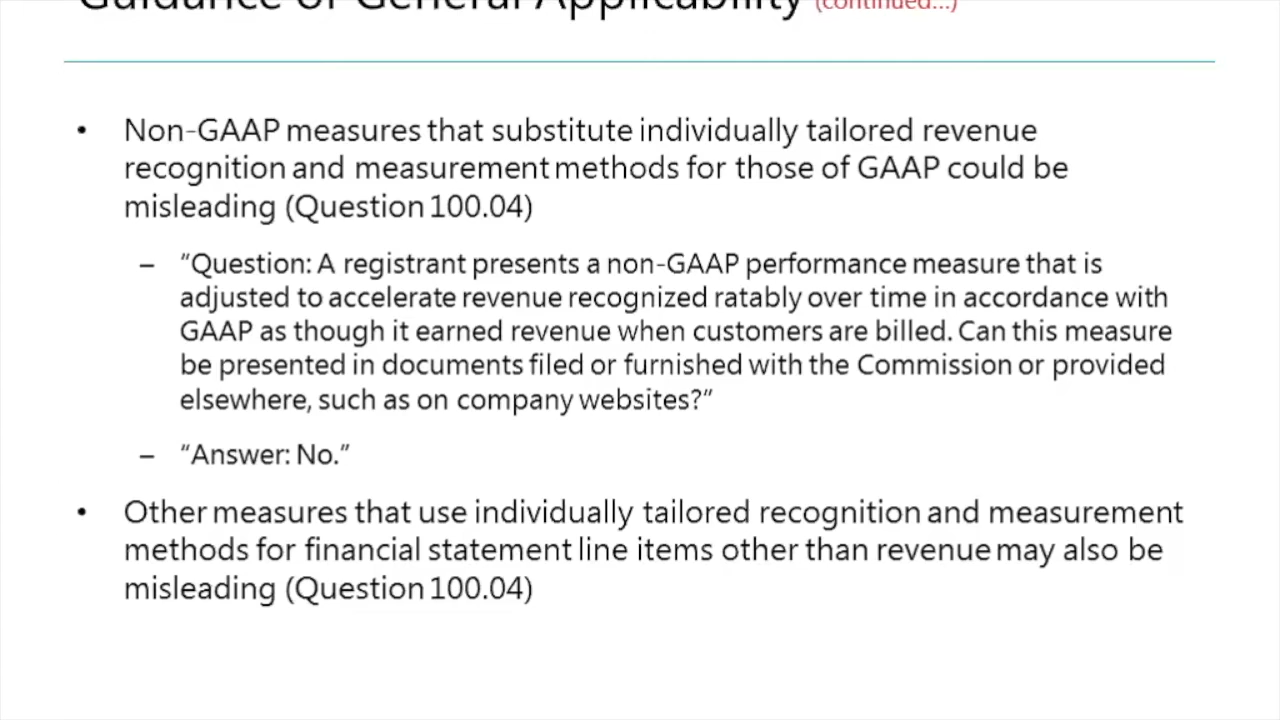 Guidance of General Applicability (continued...)
• Non-GAAP measures that substitute individually tailored revenue
recognition and measurement methods for those of GAAP could be
misleading (Question 100.04)
– “Question: A registrant presents a non-GAAP performance measure that is
adjusted to accelerate revenue recognized ratably over time in accordance with
GAAP as though it earned revenue when customers are billed. Can this measure
be presented in documents filed or furnished with the Commission or provided
elsewhere, such as on company websites?”
– “Answer: No.”
• Other measures that use individually tailored recognition and measurement
methods for financial statement line items other than revenue may also be
misleading (Question 100.04)